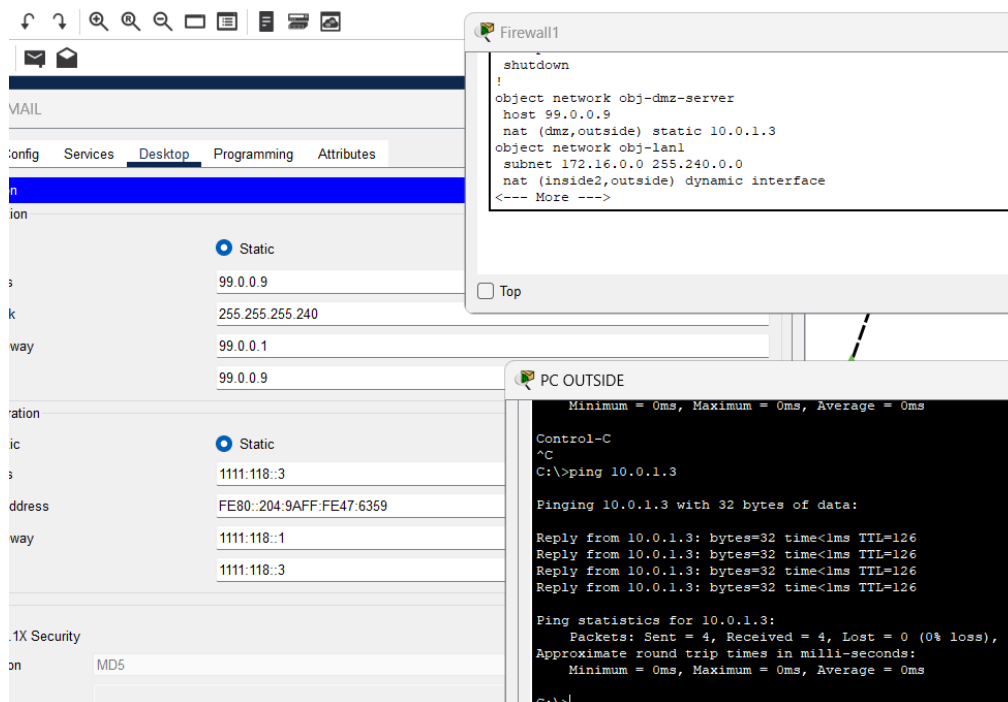 Firewall1
shutdown
!
object network obj-dmz-server
host 99.0.0.9
nat (dmz,outside) static 10.0.1.3
object network obj-lan1
subnet 172.16.0.0 255.240.0.0
nat (inside2,outside) dynamic interface
<--- More --->
Top
MAIL
Config Services Desktop Programming Attributes
Static
99.0.0.9
255.255.255.240
99.0.0.1
99.0.0.9
Static
1111:118::3
FE80::204:9AFF:FE47:6359
1111:118::1
1111:118::3
.1X Security
MD5
PC OUTSIDE
Minimum = 0ms, Maximum = 0ms, Average = 0ms
Control-C
^C
C:\>ping 10.0.1.3
Pinging 10.0.1.3 with 32 bytes of data:
Reply from 10.0.1.3: bytes=32 time<1ms TTL=126
Reply from 10.0.1.3: bytes=32 time<1ms TTL=126
Reply from 10.0.1.3: bytes=32 time<1ms TTL=126
Reply from 10.0.1.3: bytes=32 time<1ms TTL=126
Ping statistics for 10.0.1.3:
Packets: Sent = 4, Received = 4, Lost = 0 (0% loss),
Approximate round trip times in milli-seconds:
Minimum = 0ms, Maximum = 0ms, Average = 0ms
C:\>